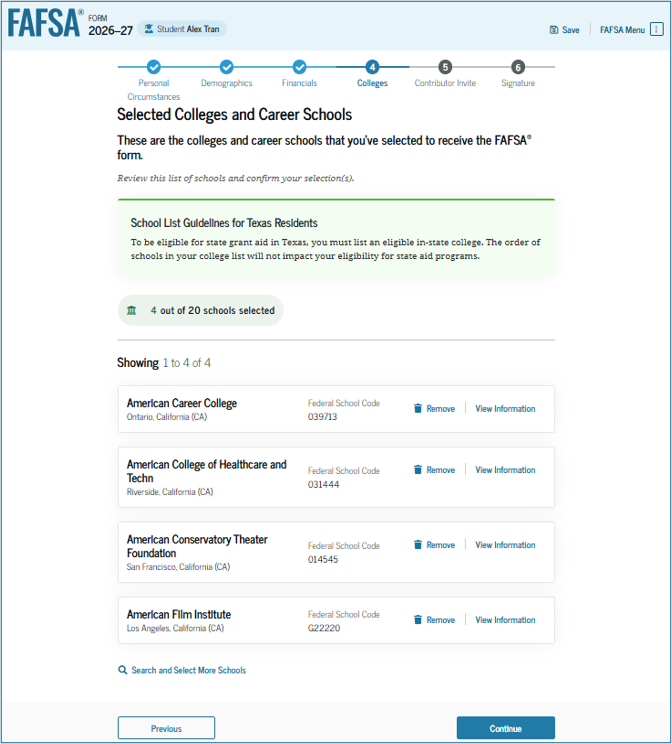 FAFSA® FORM 2026–27 Student Alex Tran Save FAFSA Menu
4 5 6
Personal Circumstances Demographics Financials Colleges Contributor Invite Signature
Selected Colleges and Career Schools
These are the colleges and career schools that you've selected to receive the FAFSA®
form.
Review this list of schools and confirm your selection(s).
School List Guidelines for Texas Residents
To be eligible for state grant aid in Texas, you must list an eligible in-state college. The order of
schools in your college list will not impact your eligibility for state aid programs.
4 out of 20 schools selected
Showing 1 to 4 of 4
American Career College
Ontario, California (CA)
Federal School Code
039713
Remove View Information
American College of Healthcare and
Techn
Riverside, California (CA)
Federal School Code
031444
Remove View Information
American Conservatory Theater
Foundation
San Francisco, California (CA)
Federal School Code
014545
Remove View Information
American Film Institute
Los Angeles, California (CA)
Federal School Code
G22220
Remove View Information
Search and Select More Schools
Previous Continue